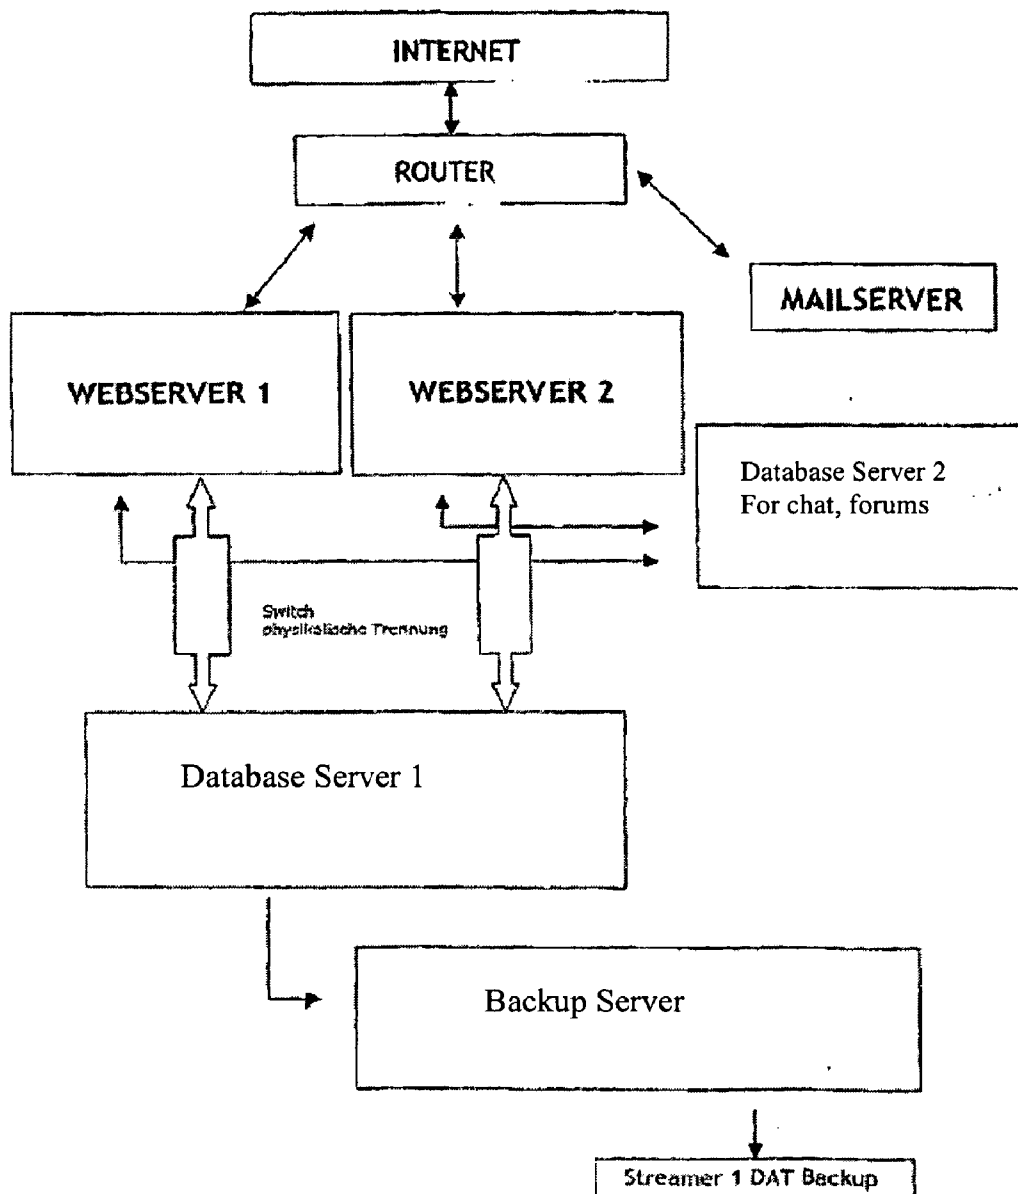 INTERNET
ROUTER
MAILSERVER
WEBSERVER 1
WEBSERVER 2
Database Server 2
For chat, forums
Switch
physikalische Trennung
Database Server 1
Backup Server
Streamer 1 DAT Backup